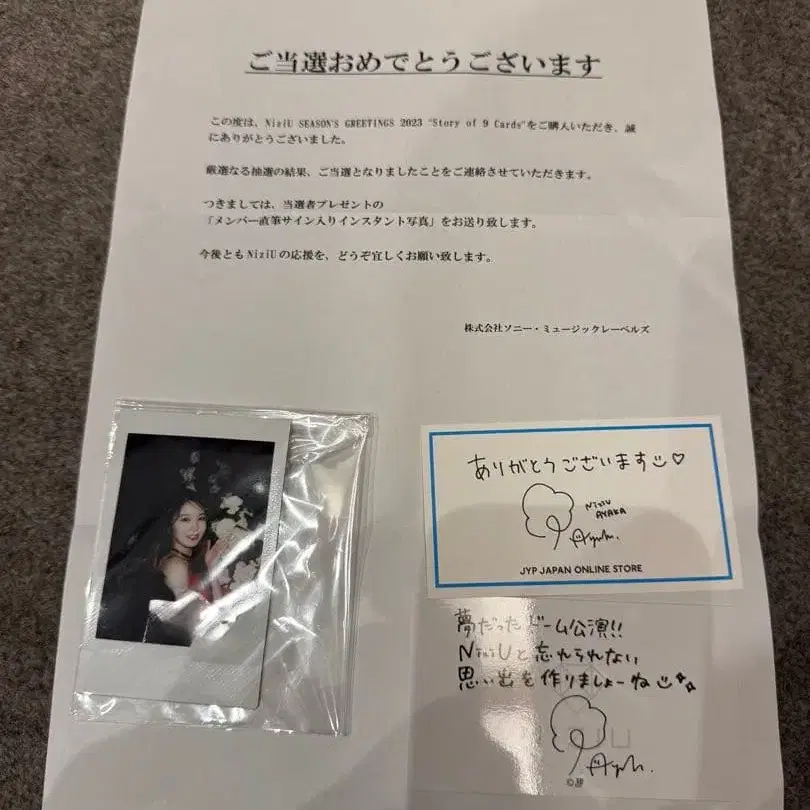 ご当選おめでとうございます
この度は、NiziU SEASON'S GREETINGS 2023 "Story of 9 Cards"をご購入いただき、誠
にありがとうございました。
厳選なる抽選の結果、ご当選となりましたことをご連絡させていただきます。
つきましては、当選者プレゼントの
「メンバー直筆サイン入りインスタント写真」をお送り致します。
今後ともNiziUの応援を、どうぞ宜しくお願い致します。
株式会社ソニー・ミュージックレーベルズ
ありがとうございます
NiziU
AYAKA
JYP JAPAN ONLINE STORE
夢だったドーム公演!!
NiziUと忘れられない
思い出を作りましょーね